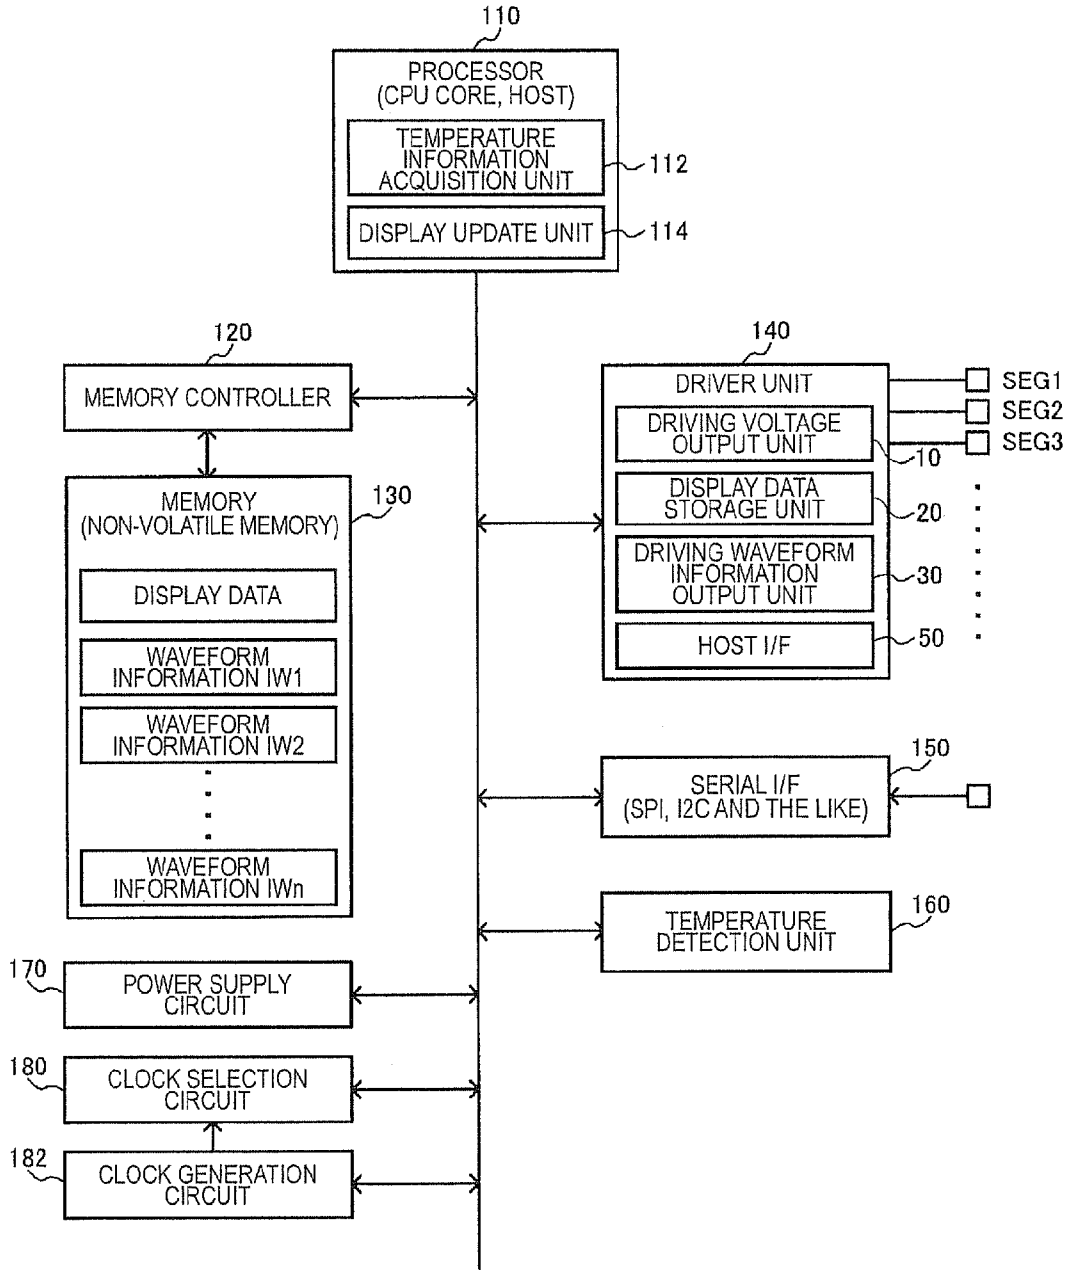 110
PROCESSOR
(CPU CORE, HOST)
TEMPERATURE
INFORMATION
ACQUISITION UNIT
112
DISPLAY UPDATE UNIT
114
120
MEMORY CONTROLLER
MEMORY
(NON-VOLATILE MEMORY)
130
DISPLAY DATA
WAVEFORM
INFORMATION IW1
WAVEFORM
INFORMATION IW2
WAVEFORM
INFORMATION IWn
140
DRIVER UNIT
SEG1
SEG2
SEG3
DRIVING VOLTAGE
OUTPUT UNIT
10
DISPLAY DATA
STORAGE UNIT
20
DRIVING WAVEFORM
INFORMATION
OUTPUT UNIT
30
HOST I/F
50
150
SERIAL I/F
(SPI, I2C AND THE LIKE)
160
TEMPERATURE
DETECTION UNIT
170
POWER SUPPLY
CIRCUIT
180
CLOCK SELECTION
CIRCUIT
182
CLOCK GENERATION
CIRCUIT